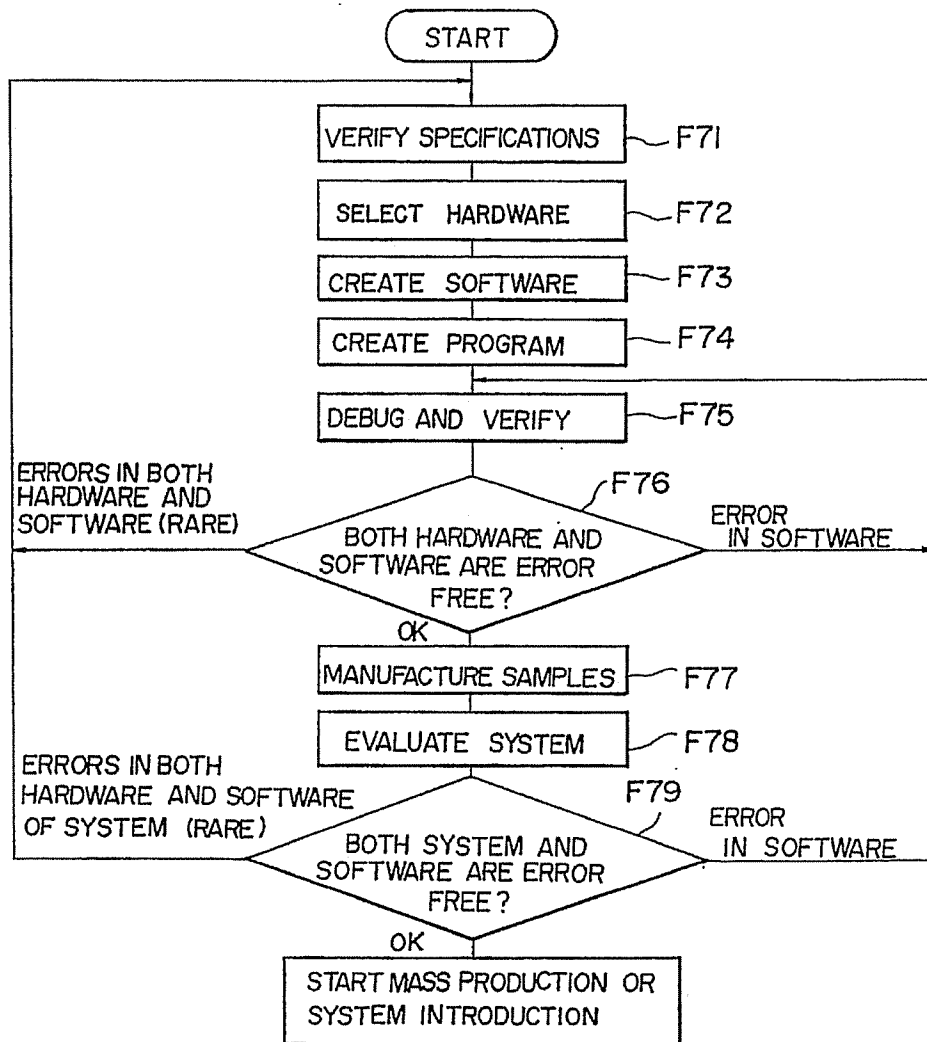 START
VERIFY SPECIFICATIONS
F71
SELECT HARDWARE
F72
CREATE SOFTWARE
F73
CREATE PROGRAM
F74
DEBUG AND VERIFY
F75
ERRORS IN BOTH
HARDWARE AND
SOFTWARE (RARE)
F76
BOTH HARDWARE AND
SOFTWARE ARE ERROR
FREE?
ERROR
IN SOFTWARE
OK
MANUFACTURE SAMPLES
F77
EVALUATE SYSTEM
F78
ERRORS IN BOTH
HARDWARE AND SOFTWARE
OF SYSTEM (RARE)
F79
BOTH SYSTEM AND
SOFTWARE ARE ERROR
FREE?
ERROR
IN SOFTWARE
OK
START MASS PRODUCTION OR
SYSTEM INTRODUCTION